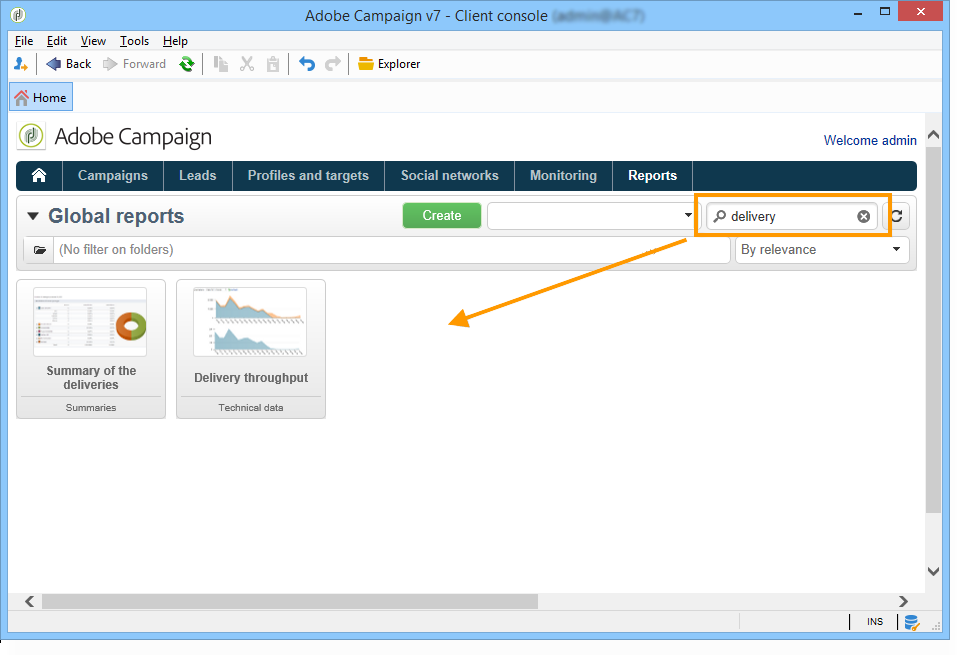 Adobe Campaign v7 - Client console
File Edit View Tools Help
Back Forward Explorer
Home
Adobe Campaign
Welcome admin
Campaigns Leads Profiles and targets Social networks Monitoring Reports
Global reports Create delivery
(No filter on folders) By relevance
Summary of the
deliveries
Summaries
Delivery throughput
Technical data
INS